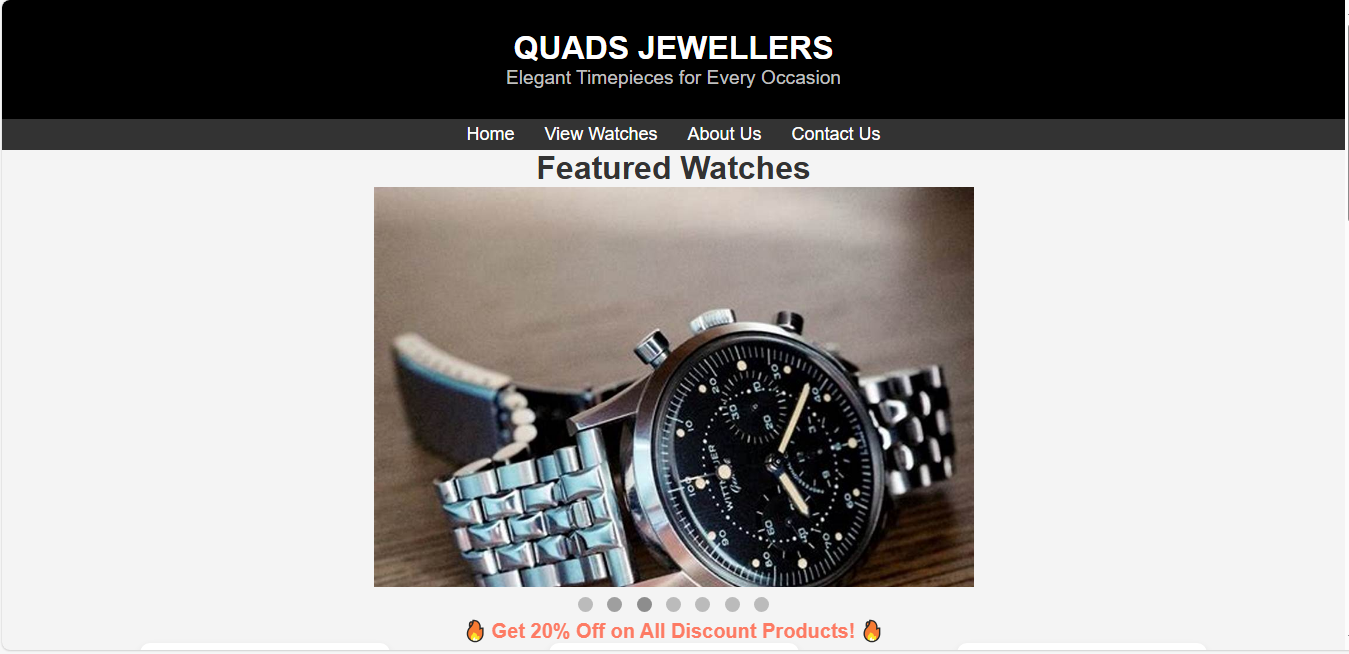 QUADS JEWELLERS
Elegant Timepieces for Every Occasion
Home View Watches About Us Contact Us
Featured Watches
🔥 Get 20% Off on All Discount Products! 🔥